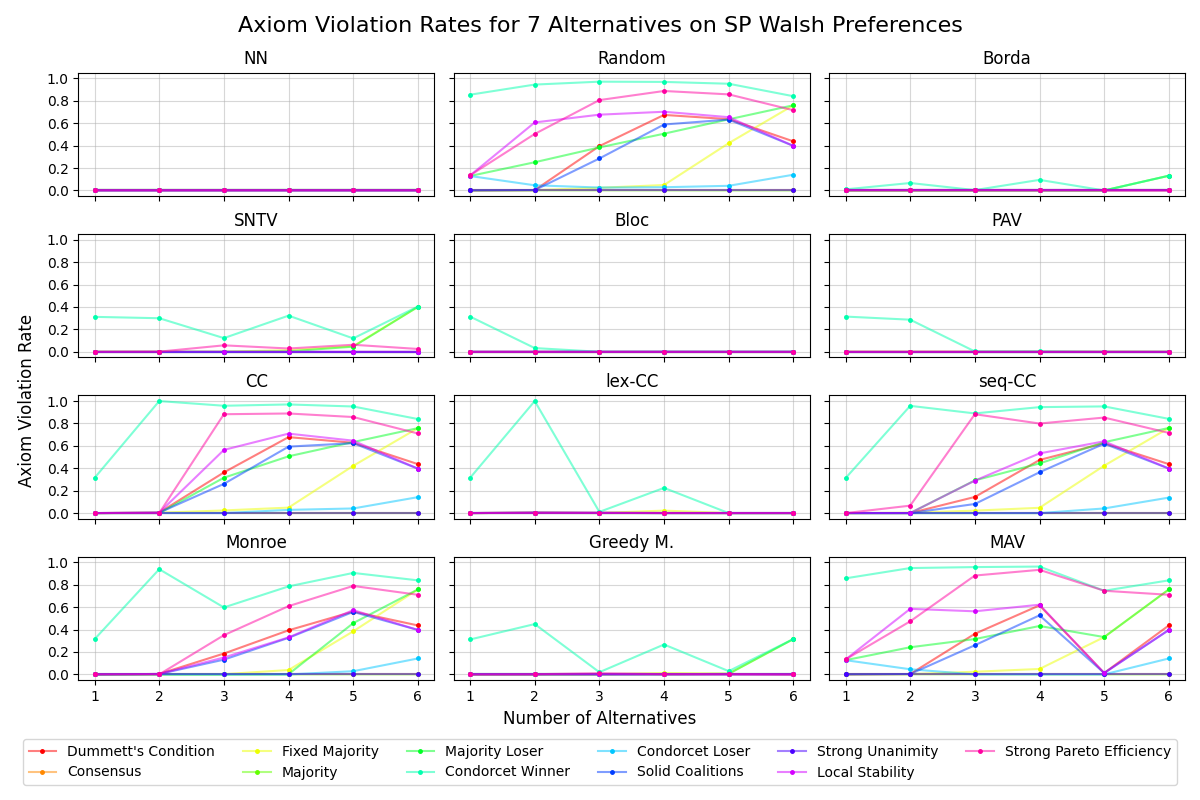 Axiom Violation Rates for 7 Alternatives on SP Walsh Preferences
NN Random Borda
1.0
0.8
0.6
0.4
0.2
0.0
SNTV Bloc PAV
1.0
0.8
0.6
0.4
0.2
0.0
Axiom Violation Rate
CC lex-CC seq-CC
1.0
0.8
0.6
0.4
0.2
0.0
Monroe Greedy M. MAV
1.0
0.8
0.6
0.4
0.2
0.0
1 2 3 4 5 6 1 2 3 4 5 6 1 2 3 4 5 6
Number of Alternatives
Dummett's Condition Fixed Majority Majority Loser Condorcet Loser Strong Unanimity Strong Pareto Efficiency
Consensus Majority Condorcet Winner Solid Coalitions Local Stability